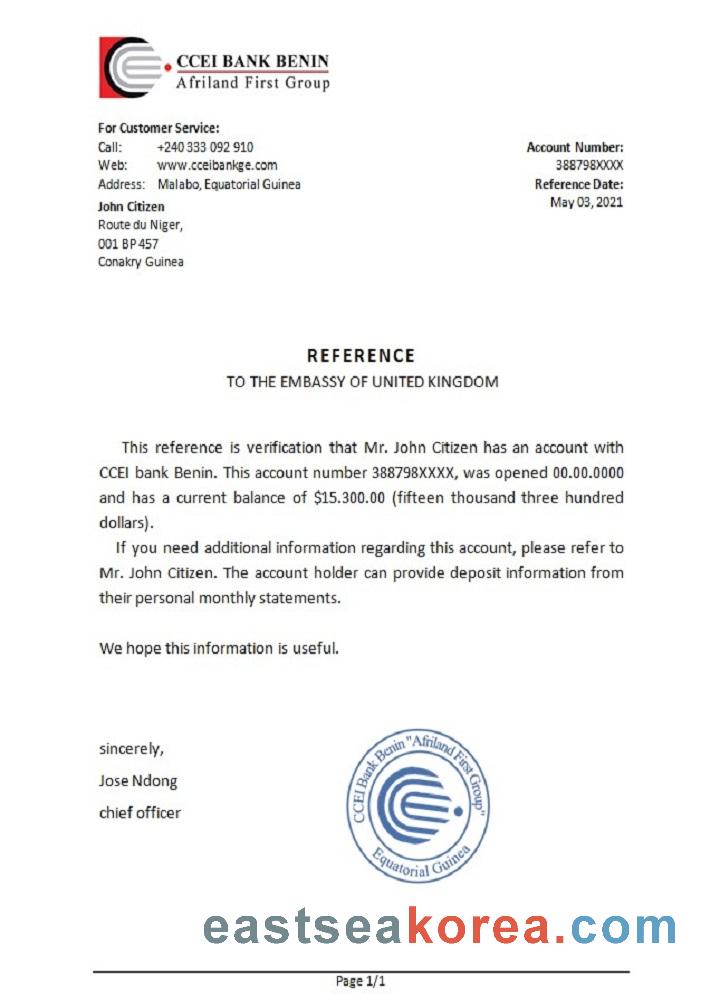 CCEI BANK BENIN
Afriland First Group
For Customer Service:
Call: +240 333 092 910
Web: www.cceibankge.com
Address: Malabo, Equatorial Guinea
Account Number:
388798XXXX
Reference Date:
May 03, 2021
John Citizen
Route du Niger,
001 BP 457
Conakry Guinea
REFERENCE
TO THE EMBASSY OF UNITED KINGDOM
This reference is verification that Mr. John Citizen has an account with
CCEI bank Benin. This account number 388798XXXX, was opened 00.00.0000
and has a current balance of $15.300.00 (fifteen thousand three hundred
dollars).
If you need additional information regarding this account, please refer to
Mr. John Citizen. The account holder can provide deposit information from
their personal monthly statements.
We hope this information is useful.
sincerely,
Jose Ndong
chief officer
CCEI Bank Benin "Afriland First Group"
Equatorial Guinea
eastseakorea.com
Page 1/1